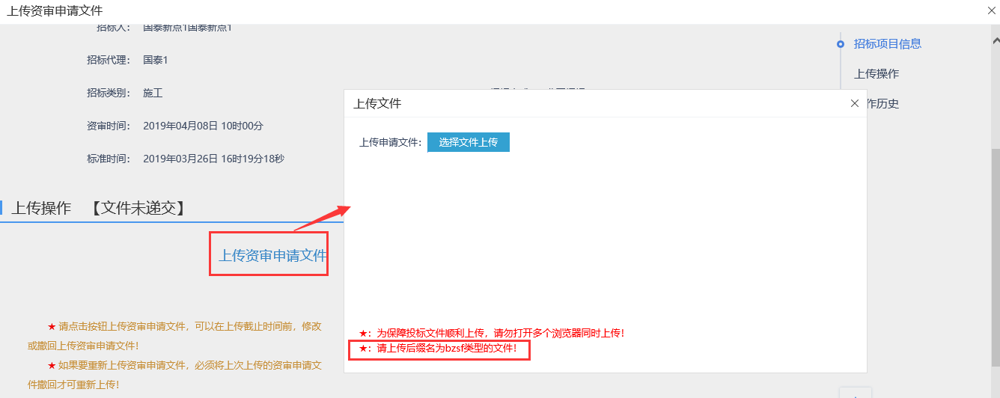 上传资审申请文件
招标人： 国泰新点1国泰新点1
招标代理： 国泰1
招标类别： 施工
资审时间： 2019年04月08日 10时00分
标准时间： 2019年03月26日 16时19分18秒
招标项目信息
上传操作
作历史
上传操作 【文件未递交】
上传资审申请文件
★ 请点击按钮上传资审申请文件，可以在上传截止时间前，修改
或撤回上传资审申请文件！
★ 如果要重新上传资审申请文件，必须将上次上传的资审申请文
件撤回才可重新上传！
上传文件
上传申请文件： 选择文件上传
★：为保障投标文件顺利上传，请勿打开多个浏览器同时上传！
★：请上传后缀名为bzsf类型的文件！